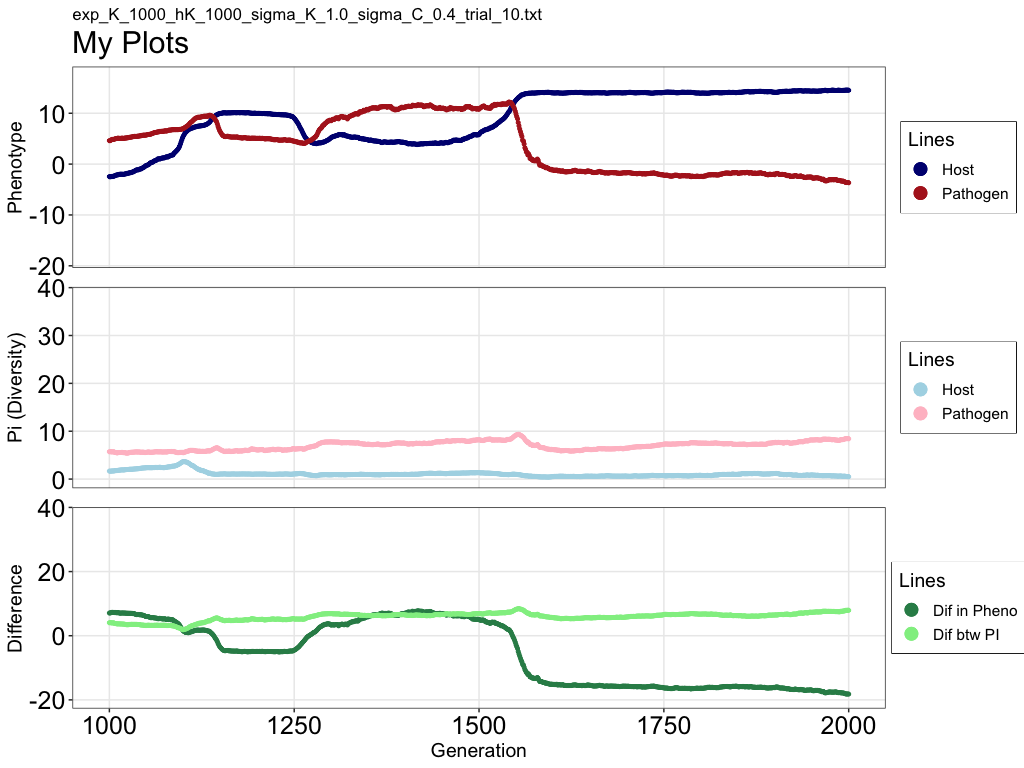 exp_K_1000_hK_1000_sigma_K_1.0_sigma_C_0.4_trial_10.txt
My Plots
Phenotype
10
0
-10
-20
Lines
Host
Pathogen
Pi (Diversity)
40
30
20
10
0
Lines
Host
Pathogen
Difference
40
20
0
-20
Lines
Dif in Pheno
Dif btw PI
1000 1250 1500 1750 2000
Generation